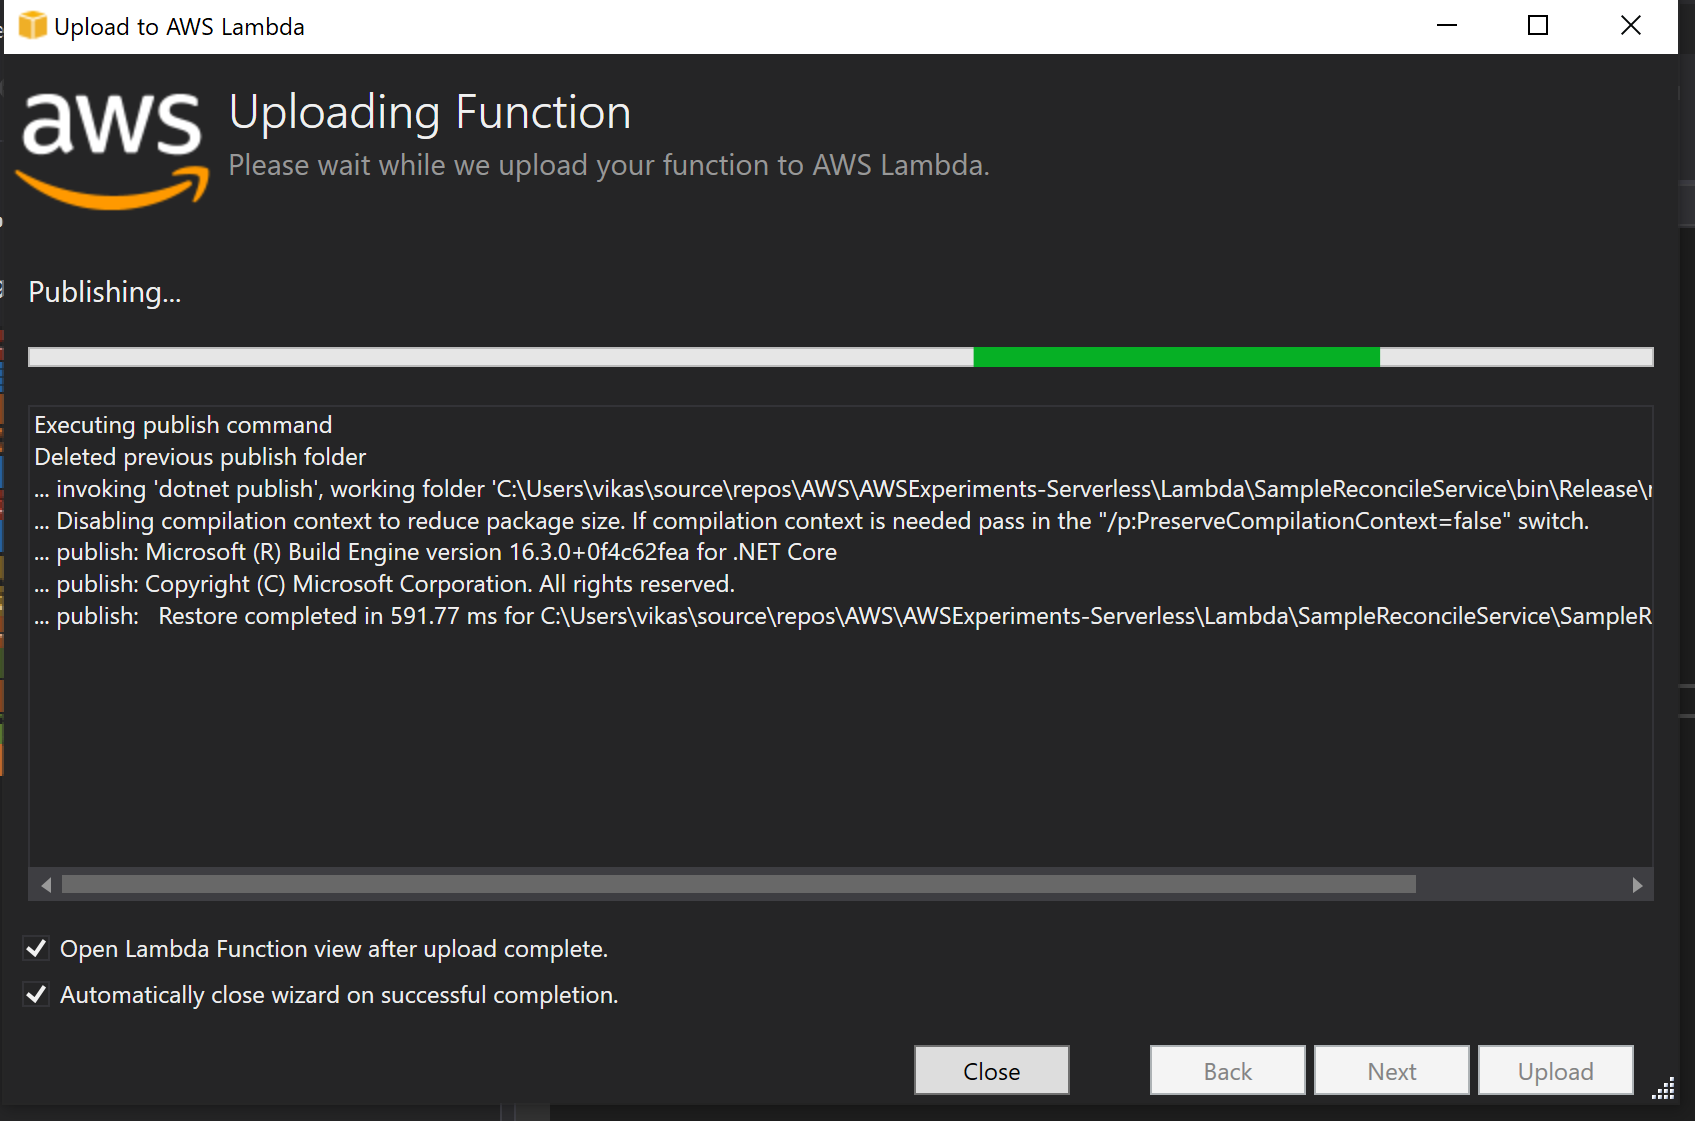 Upload to AWS Lambda
aws
Uploading Function
Please wait while we upload your function to AWS Lambda.
Publishing...
Executing publish command
Deleted previous publish folder
... invoking 'dotnet publish', working folder 'C:\Users\vikas\source\repos\AWS\AWSExperiments-Serverless\Lambda\SampleReconcileService\bin\Release\
... Disabling compilation context to reduce package size. If compilation context is needed pass in the "/p:PreserveCompilationContext=false" switch.
... publish: Microsoft (R) Build Engine version 16.3.0+0f4c62fea for .NET Core
... publish: Copyright (C) Microsoft Corporation. All rights reserved.
... publish:   Restore completed in 591.77 ms for C:\Users\vikas\source\repos\AWS\AWSExperiments-Serverless\Lambda\SampleReconcileService\SampleR
Open Lambda Function view after upload complete.
Automatically close wizard on successful completion.
Close
Back
Next
Upload